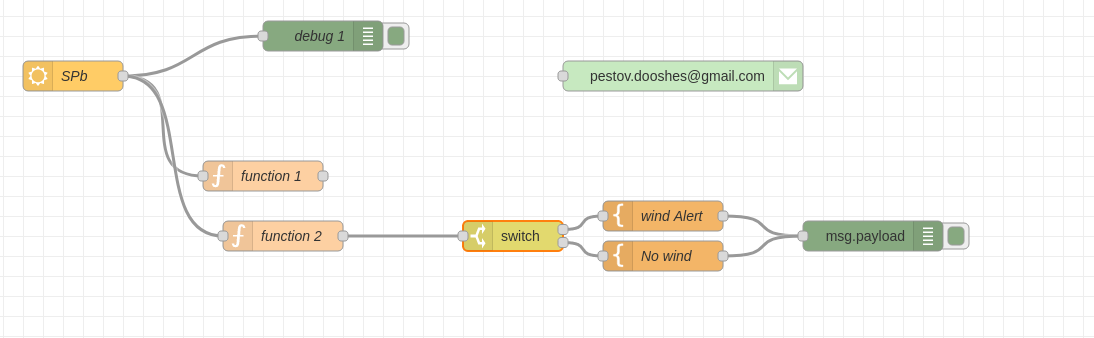 debug 1
SPb
pestov.dooshes@gmail.com
function 1
wind Alert
function 2
switch
msg.payload
No wind